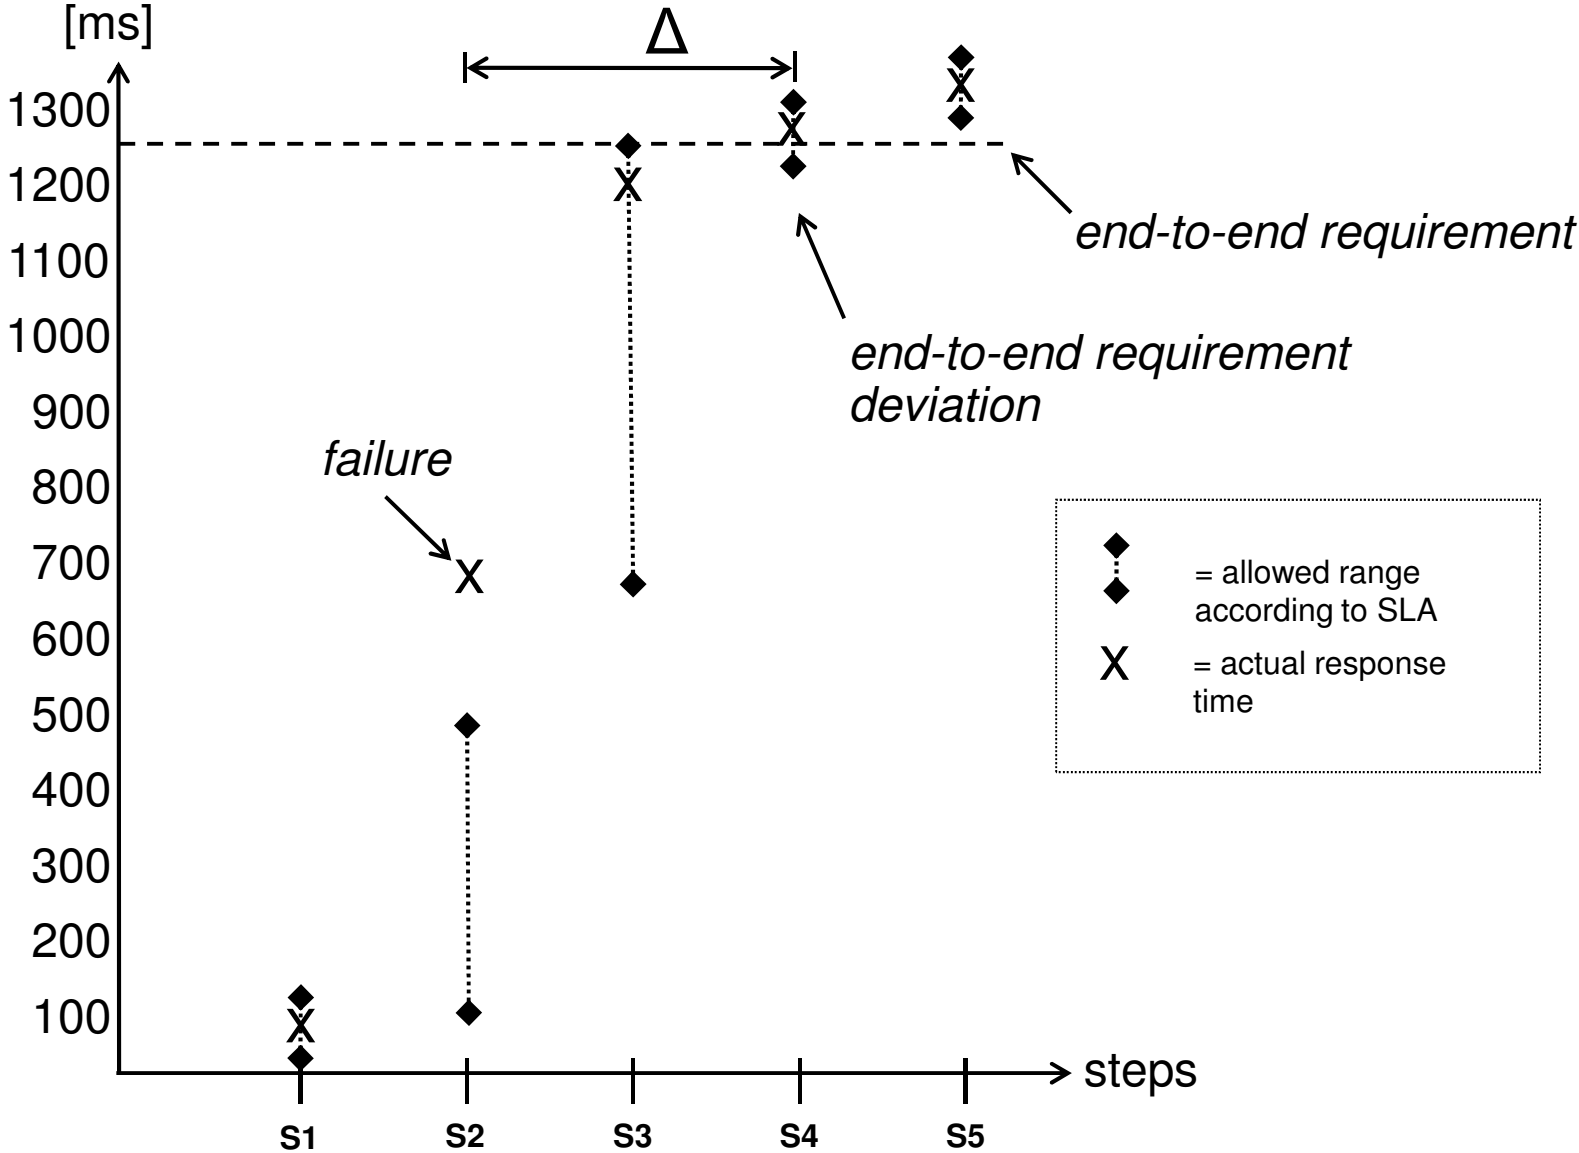 [ms]
Δ
1300
1200
1100
1000
900
800
700
600
500
400
300
200
100
X
X
X
X
X
end-to-end requirement
end-to-end requirement
deviation
failure
= allowed range
according to SLA
X
= actual response
time
steps
S1
S2
S3
S4
S5